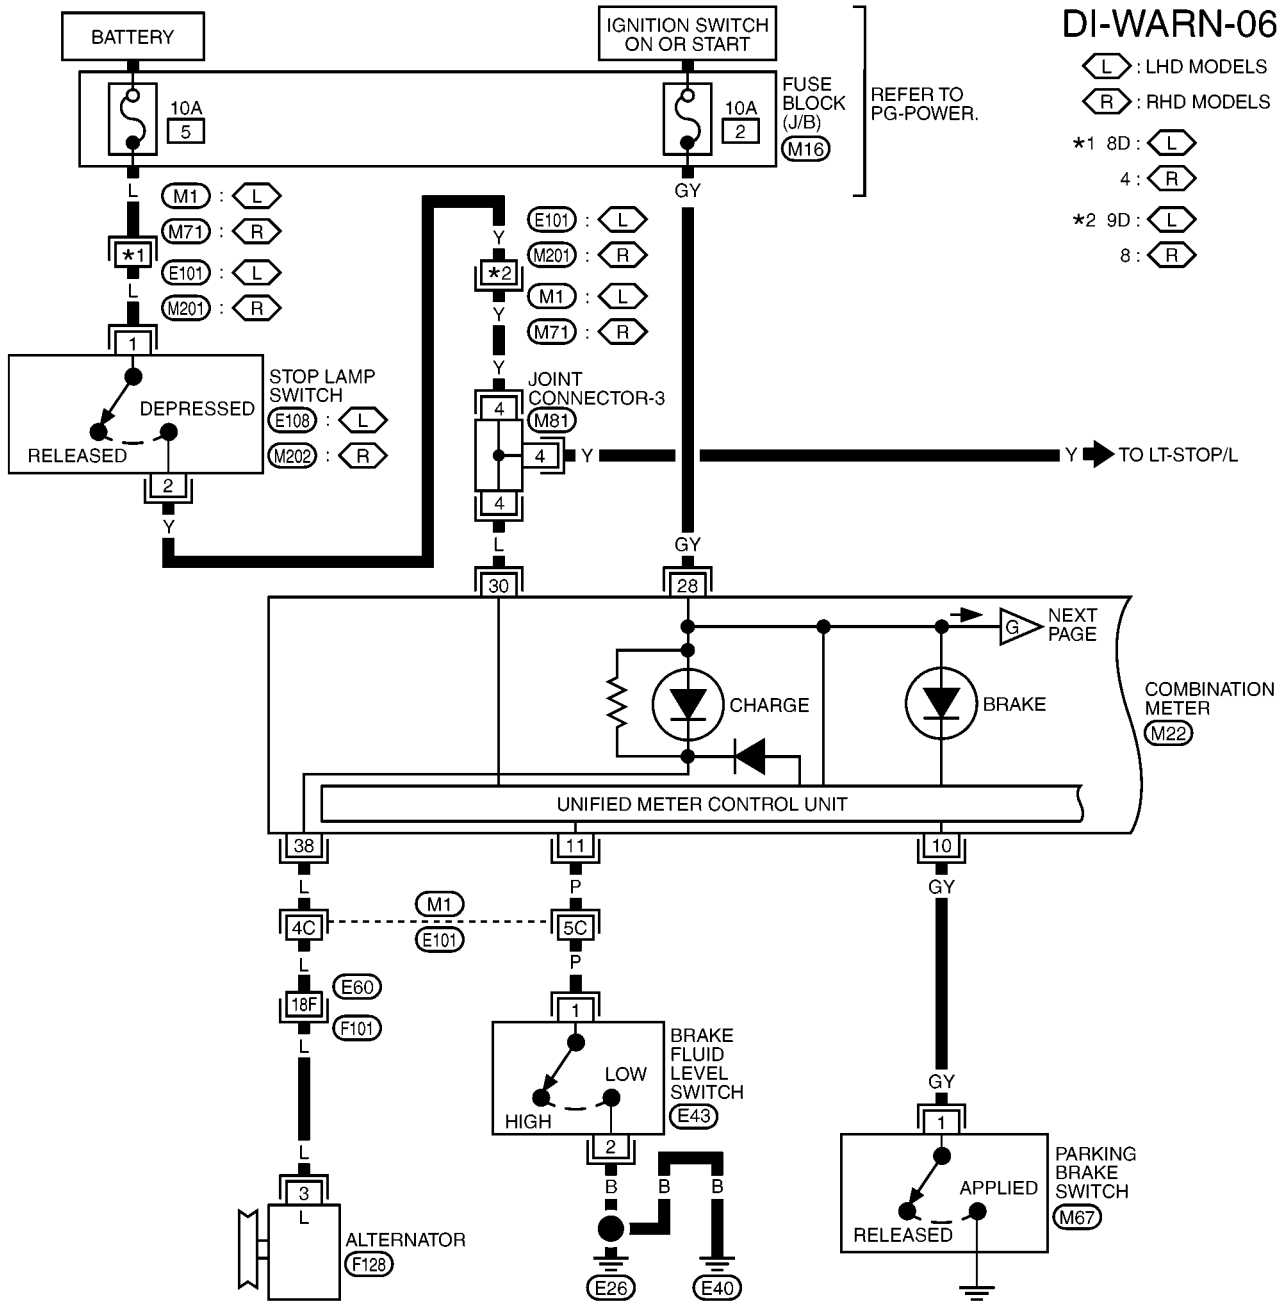 DI-WARN-06
BATTERY
IGNITION SWITCH
ON OR START
L : LHD MODELS
R : RHD MODELS
*1 8D : L
4 : R
*2 9D : L
8 : R
10A
5
10A
2
FUSE
BLOCK
(J/B)
M16
REFER TO
PG-POWER.
L
GY
M1 : L
M71 : R
*1
E101 : L
M201 : R
L
Y
E101 : L
M201 : R
*2
M1 : L
M71 : R
Y
Y
1
STOP LAMP
SWITCH
E108 : L
M202 : R
DEPRESSED
RELEASED
2
Y
JOINT
CONNECTOR-3
M81
4
4
Y
Y
TO LT-STOP/L
4
L
GY
30
28
G
NEXT
PAGE
CHARGE
BRAKE
COMBINATION
METER
M22
UNIFIED METER CONTROL UNIT
38
11
10
L
P
GY
4C
M1
E101
5C
L
P
18F
E60
F101
L
L
3
L
ALTERNATOR
F128
1
BRAKE
FLUID
LEVEL
SWITCH
E43
LOW
HIGH
2
B
B
B
E26
E40
GY
1
PARKING
BRAKE
SWITCH
M67
APPLIED
RELEASED